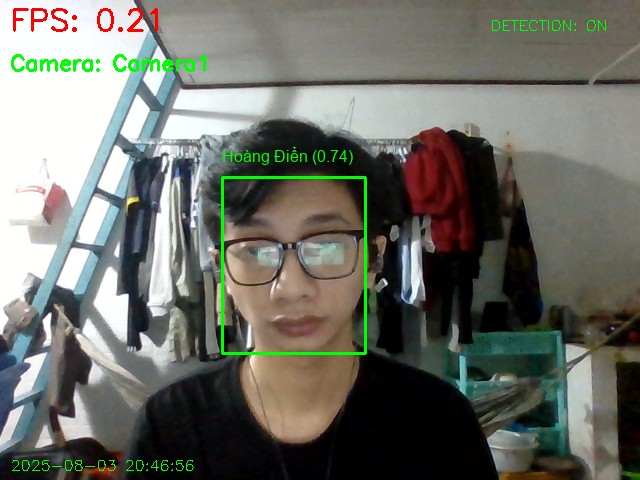 FPS: 0.21
DETECTION: ON
Camera: Camera1
Hoàng Điển (0.74)
2025-08-03 20:46:56